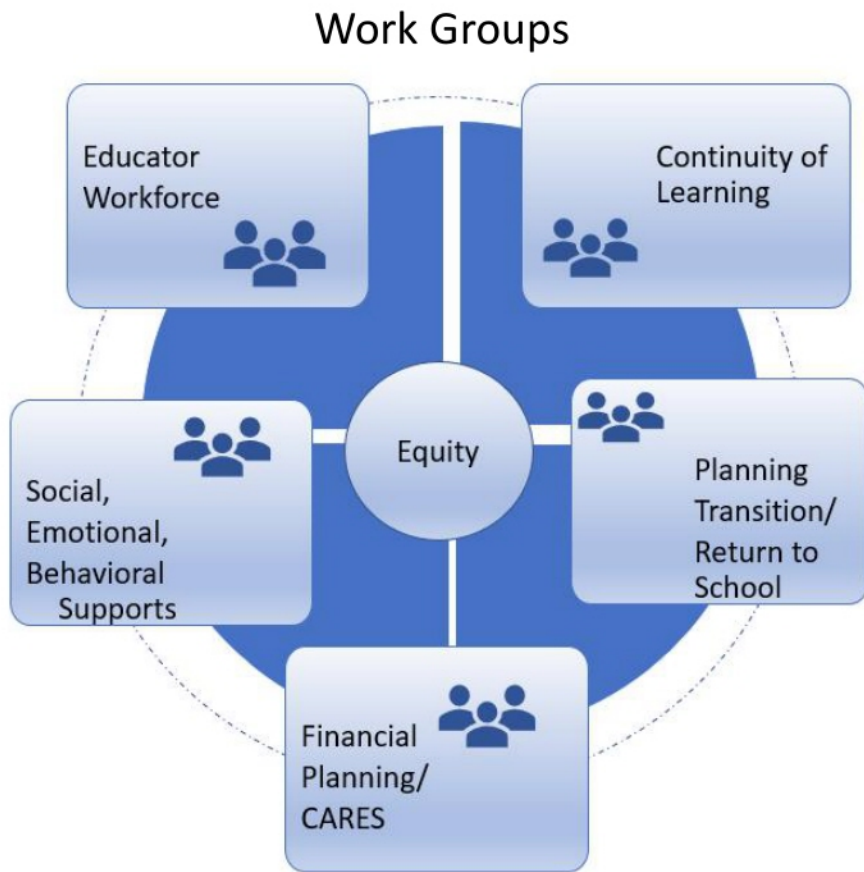 Work Groups
Educator
Workforce
Continuity of
Learning
Equity
Social,
Emotional,
Behavioral
Supports
Planning
Transition/
Return to
School
Financial
Planning/
CARES